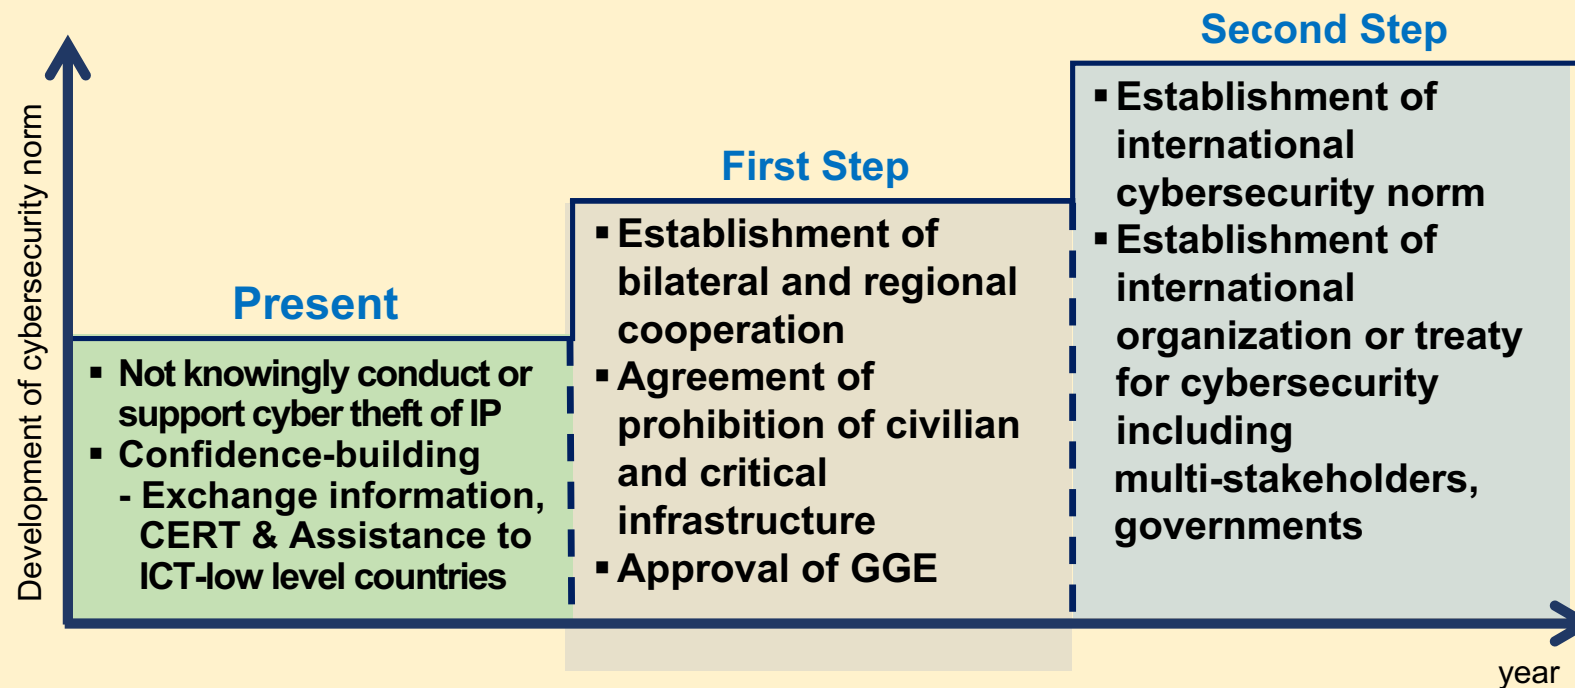 Development of cybersecurity norm
Present
▪ Not knowingly conduct or
support cyber theft of IP
▪ Confidence-building
- Exchange information,
CERT & Assistance to
ICT-low level countries
First Step
▪ Establishment of
bilateral and regional
cooperation
▪ Agreement of
prohibition of civilian
and critical
infrastructure
▪ Approval of GGE
Second Step
▪ Establishment of
international
cybersecurity norm
▪ Establishment of
international
organization or treaty
for cybersecurity
including
multi-stakeholders,
governments
year